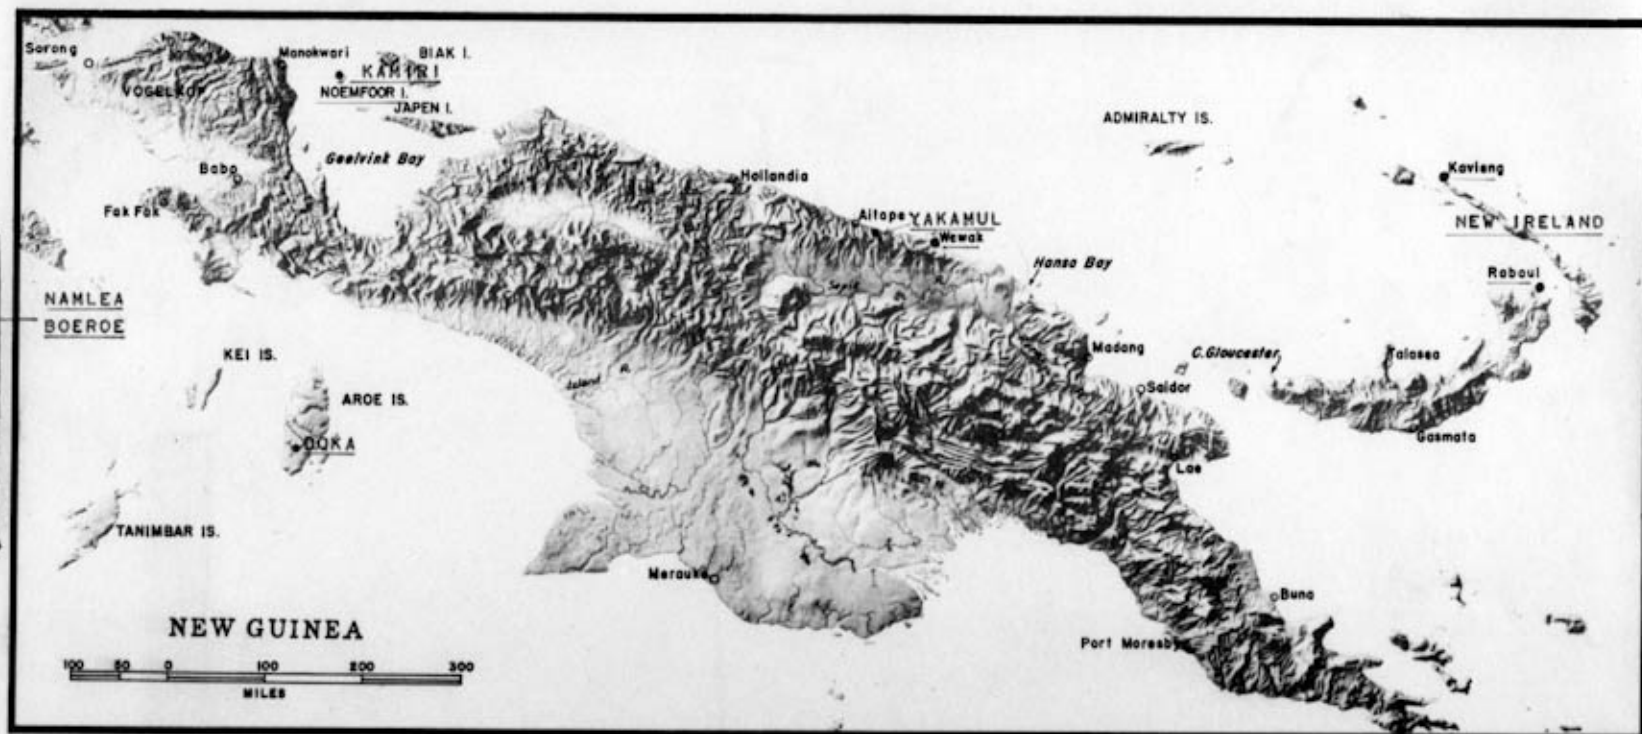 Sorong
Manokwari
BIAK I.
KAMIRI
VOGELKOP
NOEMFOOR I.
JAPEN I.
ADMIRALTY IS.
Geelvink Bay
Babo
Hollandia
Kavieng
Fak Fak
Aitape
YAKAMUL
NEW IRELAND
Wewak
Hansa Bay
Rabaul
Sepik
R.
NAMLEA
BOEROE
KEI IS.
Madang
C.Gloucester
Talasea
Island R.
Saidor
AROE IS.
Gasmata
DOKA
Lae
TANIMBAR IS.
Merauke
Buna
NEW GUINEA
Port Moresby
100 50 0 100 200 300
MILES